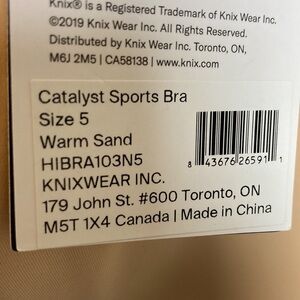 Knix® is a Registered Trademark of Knix Wear Inc.
©2019 Knix Wear Inc. All Rights Reserved.
Distributed by Knix Wear Inc. Toronto, ON,
M6J 2M5 | CA58138 | www.knix.com
Catalyst Sports Bra
Size 5
Warm Sand
HIBRA103N5
KNIXWEAR INC.
179 John St. #600 Toronto, ON
M5T 1X4 Canada | Made in China
8 43676 26591 1